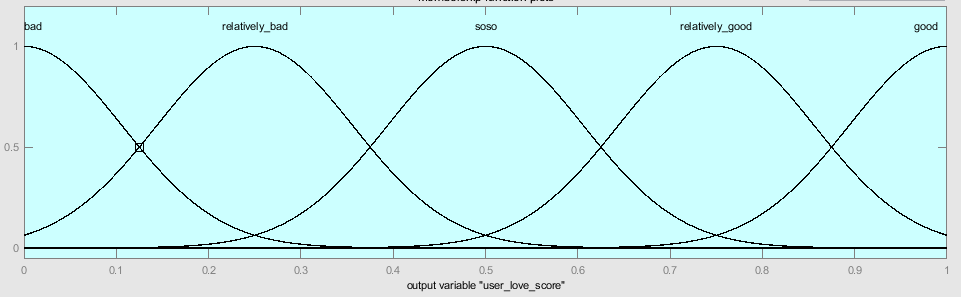 bad relatively_bad soso relatively_good good
1
0.5
0
0 0.1 0.2 0.3 0.4 0.5 0.6 0.7 0.8 0.9 1
output variable "user_love_score"